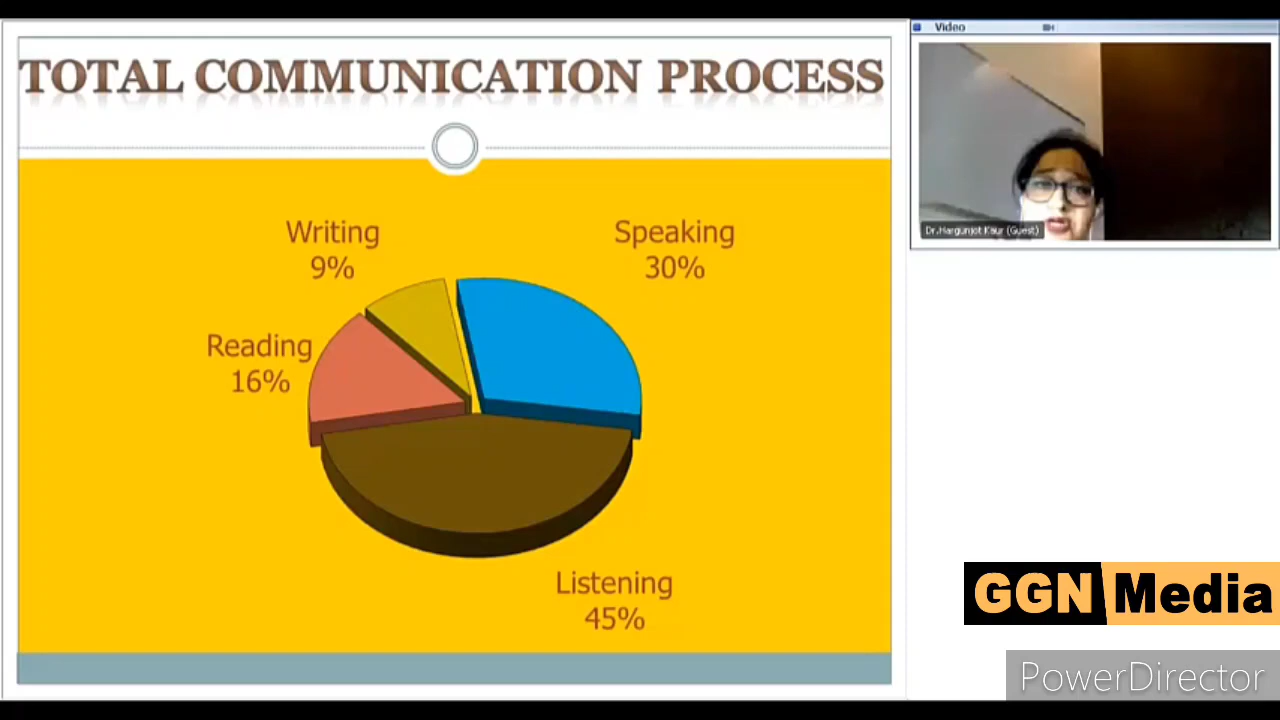 TOTAL COMMUNICATION PROCESS
Writing
9%
Speaking
30%
Reading
16%
Listening
45%
Video
Dr.Hargunjot Kaur (Guest)
GGN Media
PowerDirector